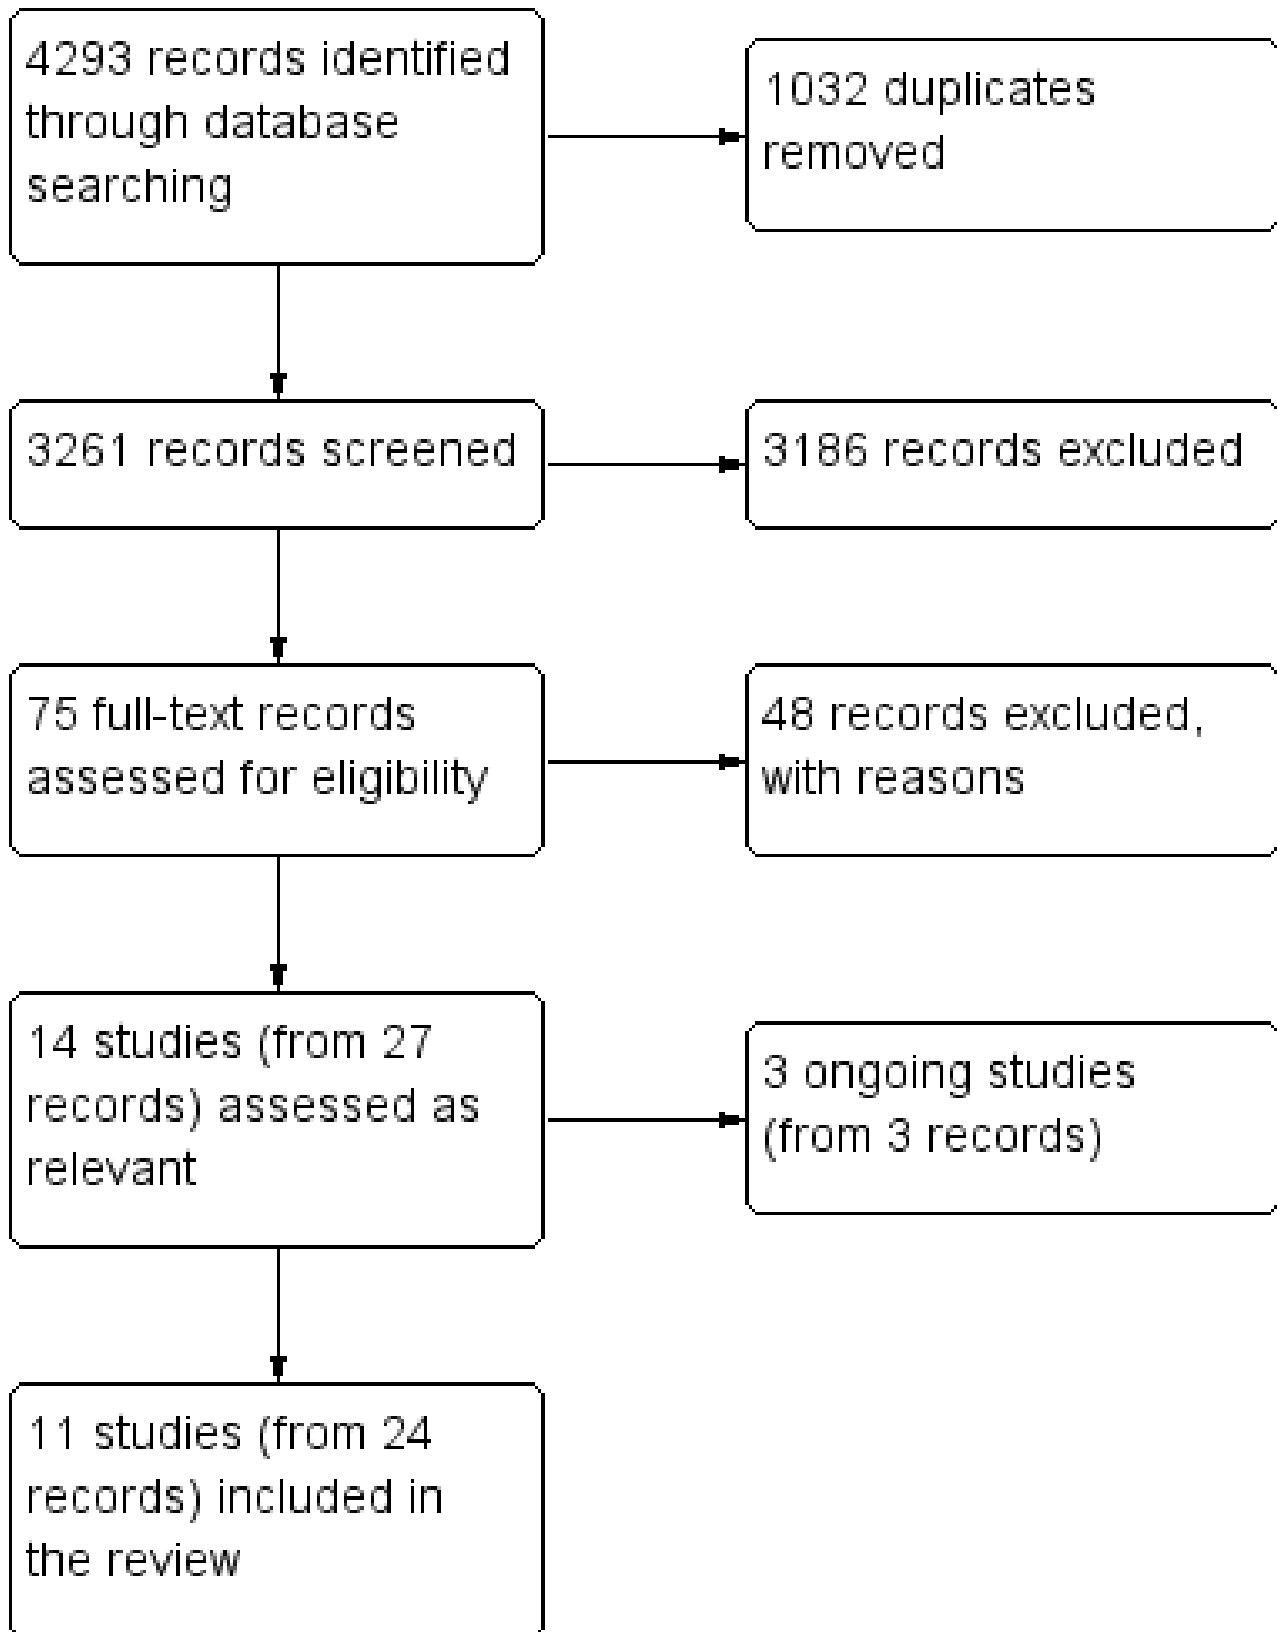 4293 records identified
through database
searching
1032 duplicates
removed
3261 records screened
3186 records excluded
75 full-text records
assessed for eligibility
48 records excluded,
with reasons
14 studies (from 27
records) assessed as
relevant
3 ongoing studies
(from 3 records)
11 studies (from 24
records) included in
the review